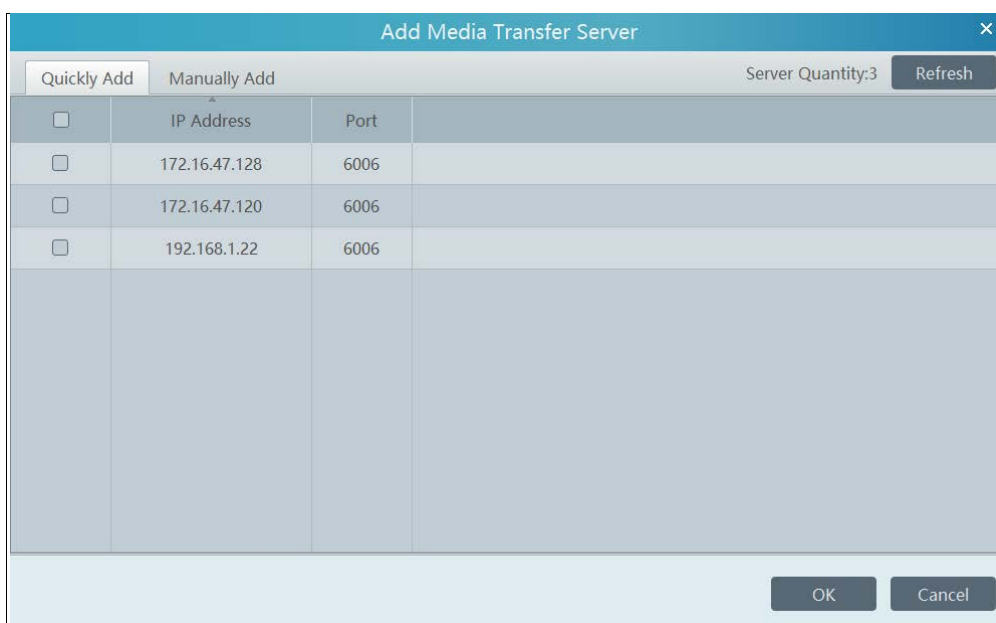 Add Media Transfer Server
Quickly Add Manually Add Server Quantity:3 Refresh
IP Address Port
172.16.47.128 6006
172.16.47.120 6006
192.168.1.22 6006
OK Cancel